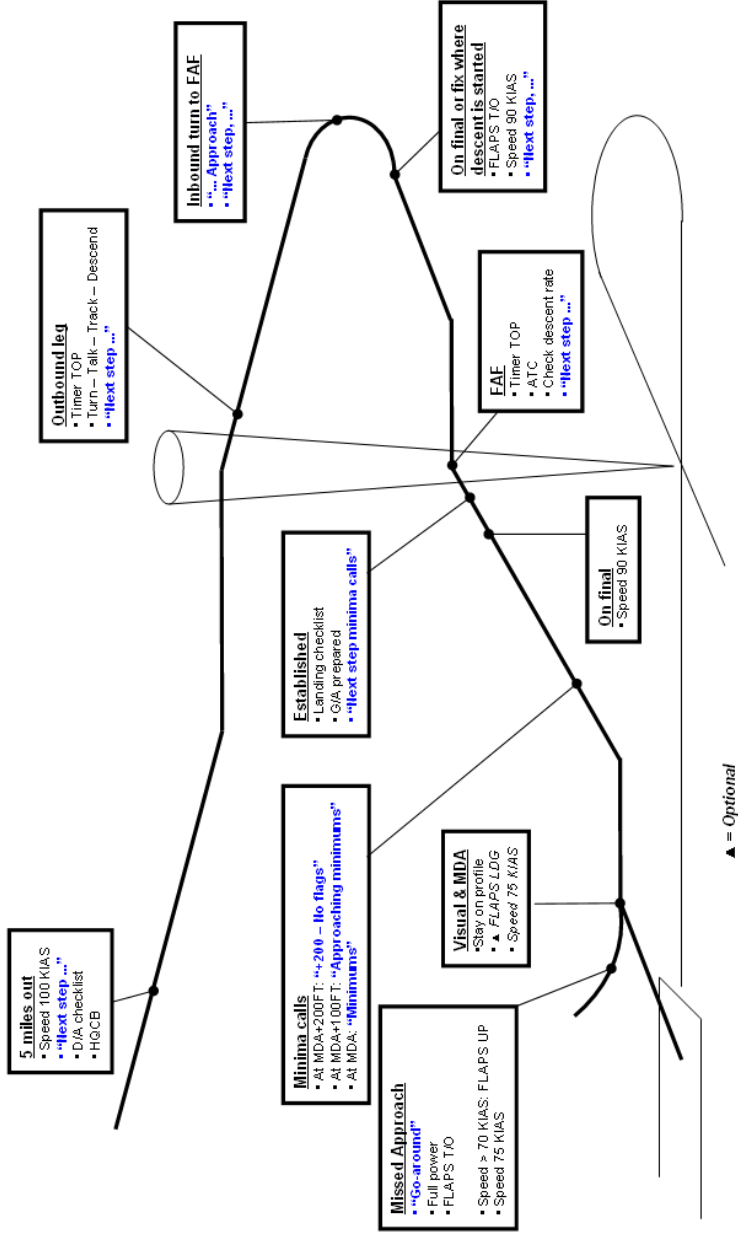 5 miles out
▪ Speed 100 KIAS
▪ “Next step ...”
▪ D/A checklist
▪ HQCB
Outbound leg
▪ Timer TOP
▪ Turn – Talk – Track – Descend
▪ “Next step ...”
Inbound turn to FAF
▪ “... Approach”
▪ “Next step, ...”
On final or fix where
descent is started
▪ FLAPS T/O
▪ Speed 90 KIAS
▪ “Next step, ...”
FAF
▪ Timer TOP
▪ ATC
▪ Check descent rate
▪ “Next step ...”
Established
▪ Landing checklist
▪ G/A prepared
▪ “Next step minima calls”
On final
▪ Speed 90 KIAS
Minima calls
▪ At MDA+200FT: “+200 – No flags”
▪ At MDA+100FT: “Approaching minimums”
▪ At MDA: “Minimums”
Visual & MDA
▪ Stay on profile
▪ ▲ FLAPS LDG
▪ Speed 75 KIAS
Missed Approach
▪ “Go-around”
▪ Full power
▪ FLAPS T/O
▪ Speed > 70 KIAS: FLAPS UP
▪ Speed 75 KIAS
▲ = Optional